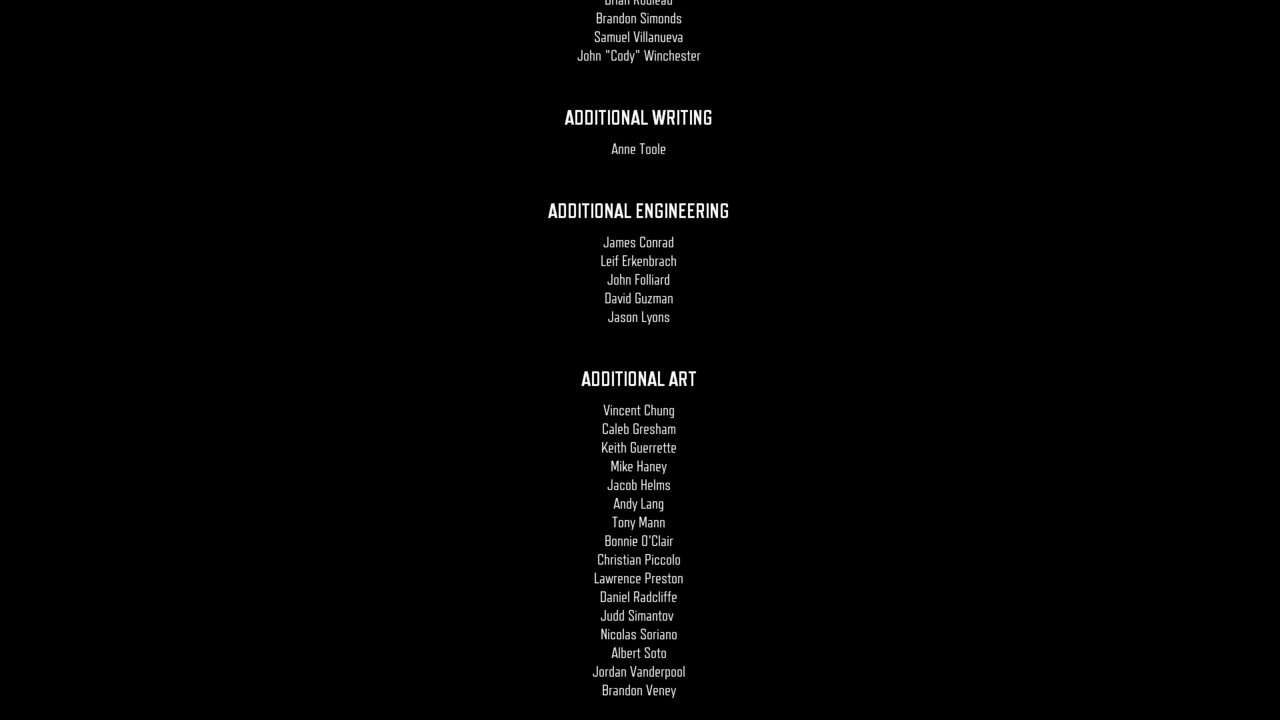 Brandon Simonds
Samuel Villanueva
John "Cody" Winchester
ADDITIONAL WRITING
Anne Toole
ADDITIONAL ENGINEERING
James Conrad
Leif Erkenbrach
John Folliard
David Guzman
Jason Lyons
ADDITIONAL ART
Vincent Chung
Caleb Gresham
Keith Guerrette
Mike Haney
Jacob Helms
Andy Lang
Tony Mann
Bonnie O'Clair
Christian Piccolo
Lawrence Preston
Daniel Radcliffe
Judd Simantov
Nicolas Soriano
Albert Soto
Jordan Vanderpool
Brandon Veney